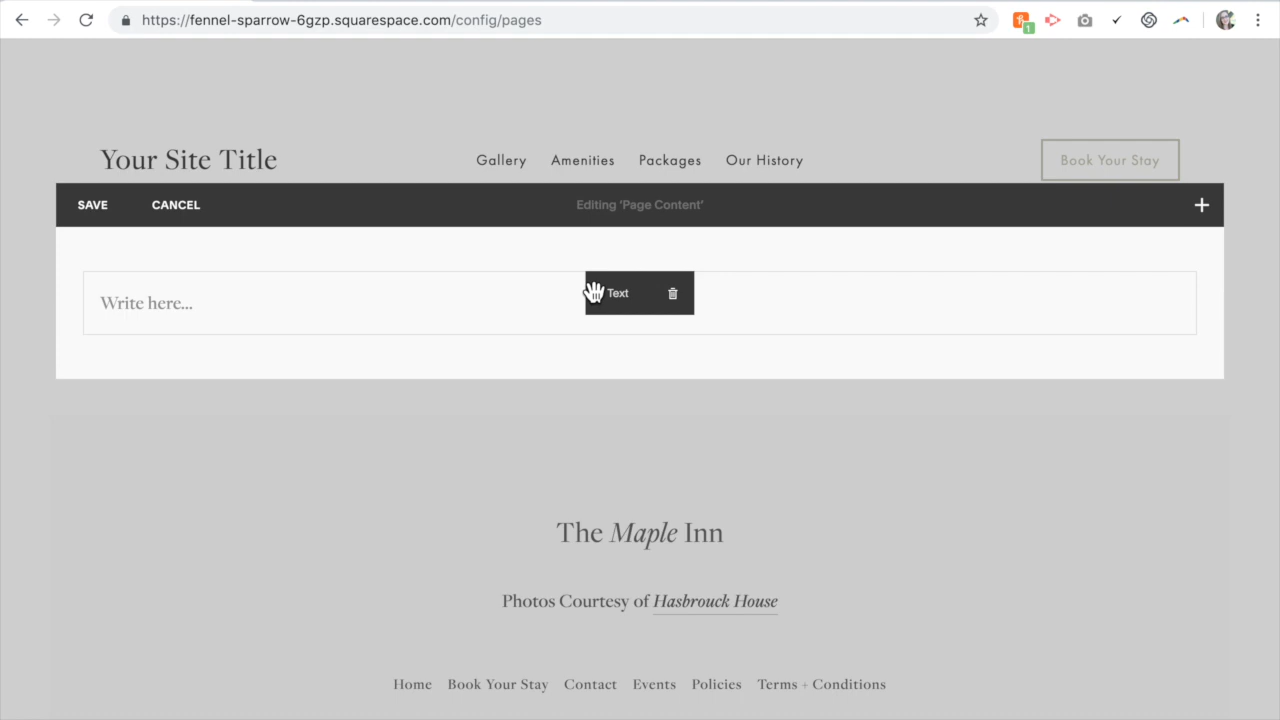 https://fennel-sparrow-6gzp.squarespace.com/config/pages
1
Your Site Title
Gallery Amenities Packages Our History
Book Your Stay
SAVE CANCEL Editing 'Page Content' +
Write here...
Text
The Maple Inn
Photos Courtesy of Hasbrouck House
Home Book Your Stay Contact Events Policies Terms + Conditions